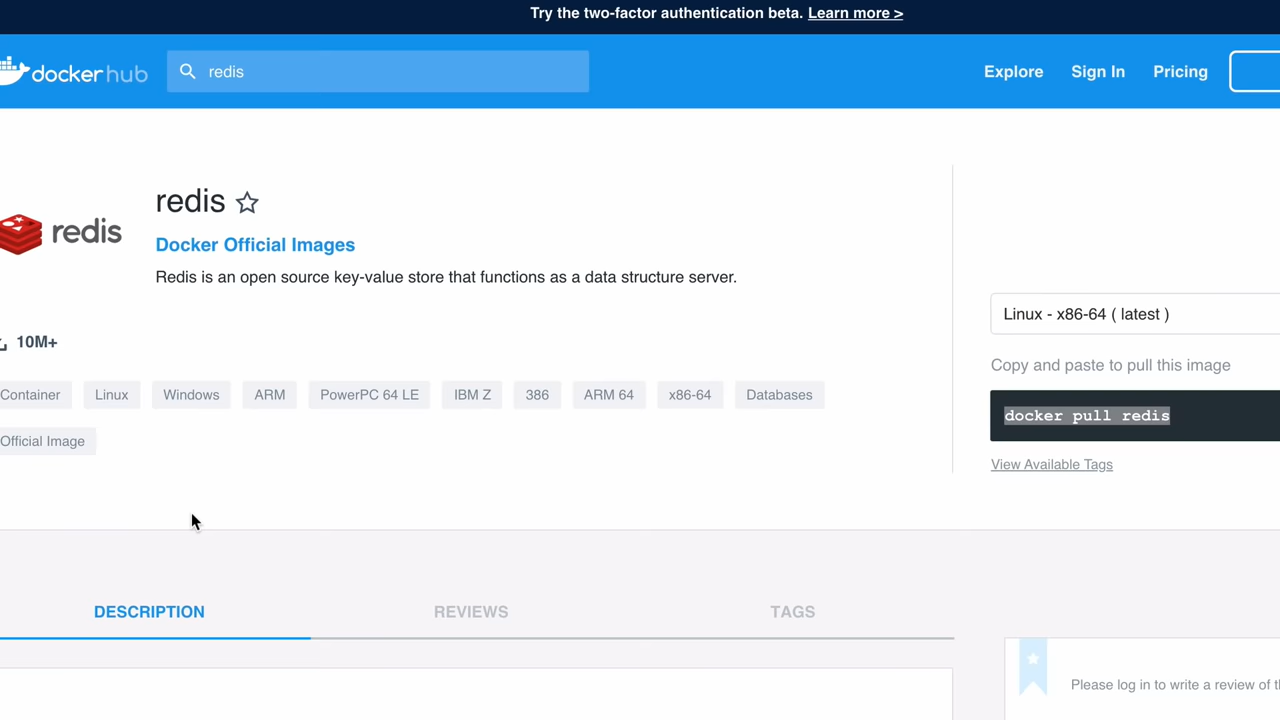 Try the two-factor authentication beta. Learn more >
docker hub
redis
Explore
Sign In
Pricing
redis
redis
Docker Official Images
Redis is an open source key-value store that functions as a data structure server.
10M+
Container
Linux
Windows
ARM
PowerPC 64 LE
IBM Z
386
ARM 64
x86-64
Databases
Official Image
Linux - x86-64 ( latest )
Copy and paste to pull this image
docker pull redis
View Available Tags
DESCRIPTION
REVIEWS
TAGS
Please log in to write a review of